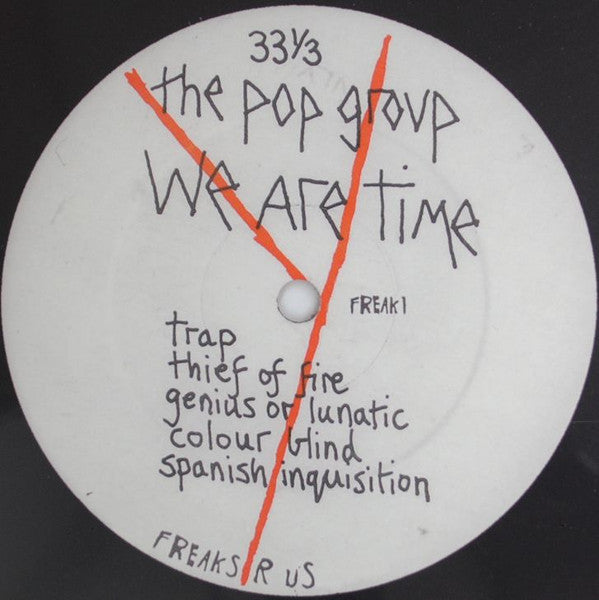 33⅓
the pop group
We Are Time
FREAK1
trap
thief of fire
genius or lunatic
colour blind
spanish inquisition
FREAKS R US